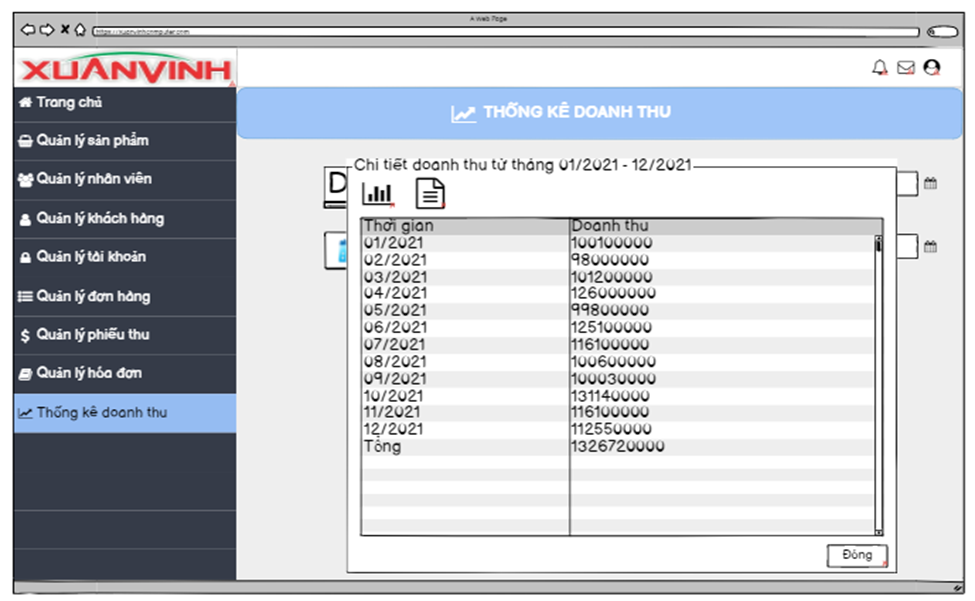 A Web Page
https://xuanvinhcomputer.com
XUÂNVINH
Trang chủ
Quản lý sản phẩm
Quản lý nhân viên
Quản lý khách hàng
Quản lý tài khoản
Quản lý đơn hàng
Quản lý phiếu thu
Quản lý hóa đơn
Thống kê doanh thu
THỐNG KÊ DOANH THU
D
Chi tiết doanh thu từ tháng 01/2021 - 12/2021
Thời gian Doanh thu
01/2021 100100000
02/2021 98000000
03/2021 101200000
04/2021 126000000
05/2021 99800000
06/2021 125100000
07/2021 116100000
08/2021 100600000
09/2021 100030000
10/2021 131140000
11/2021 116100000
12/2021 112550000
Tổng 1326720000
Đóng